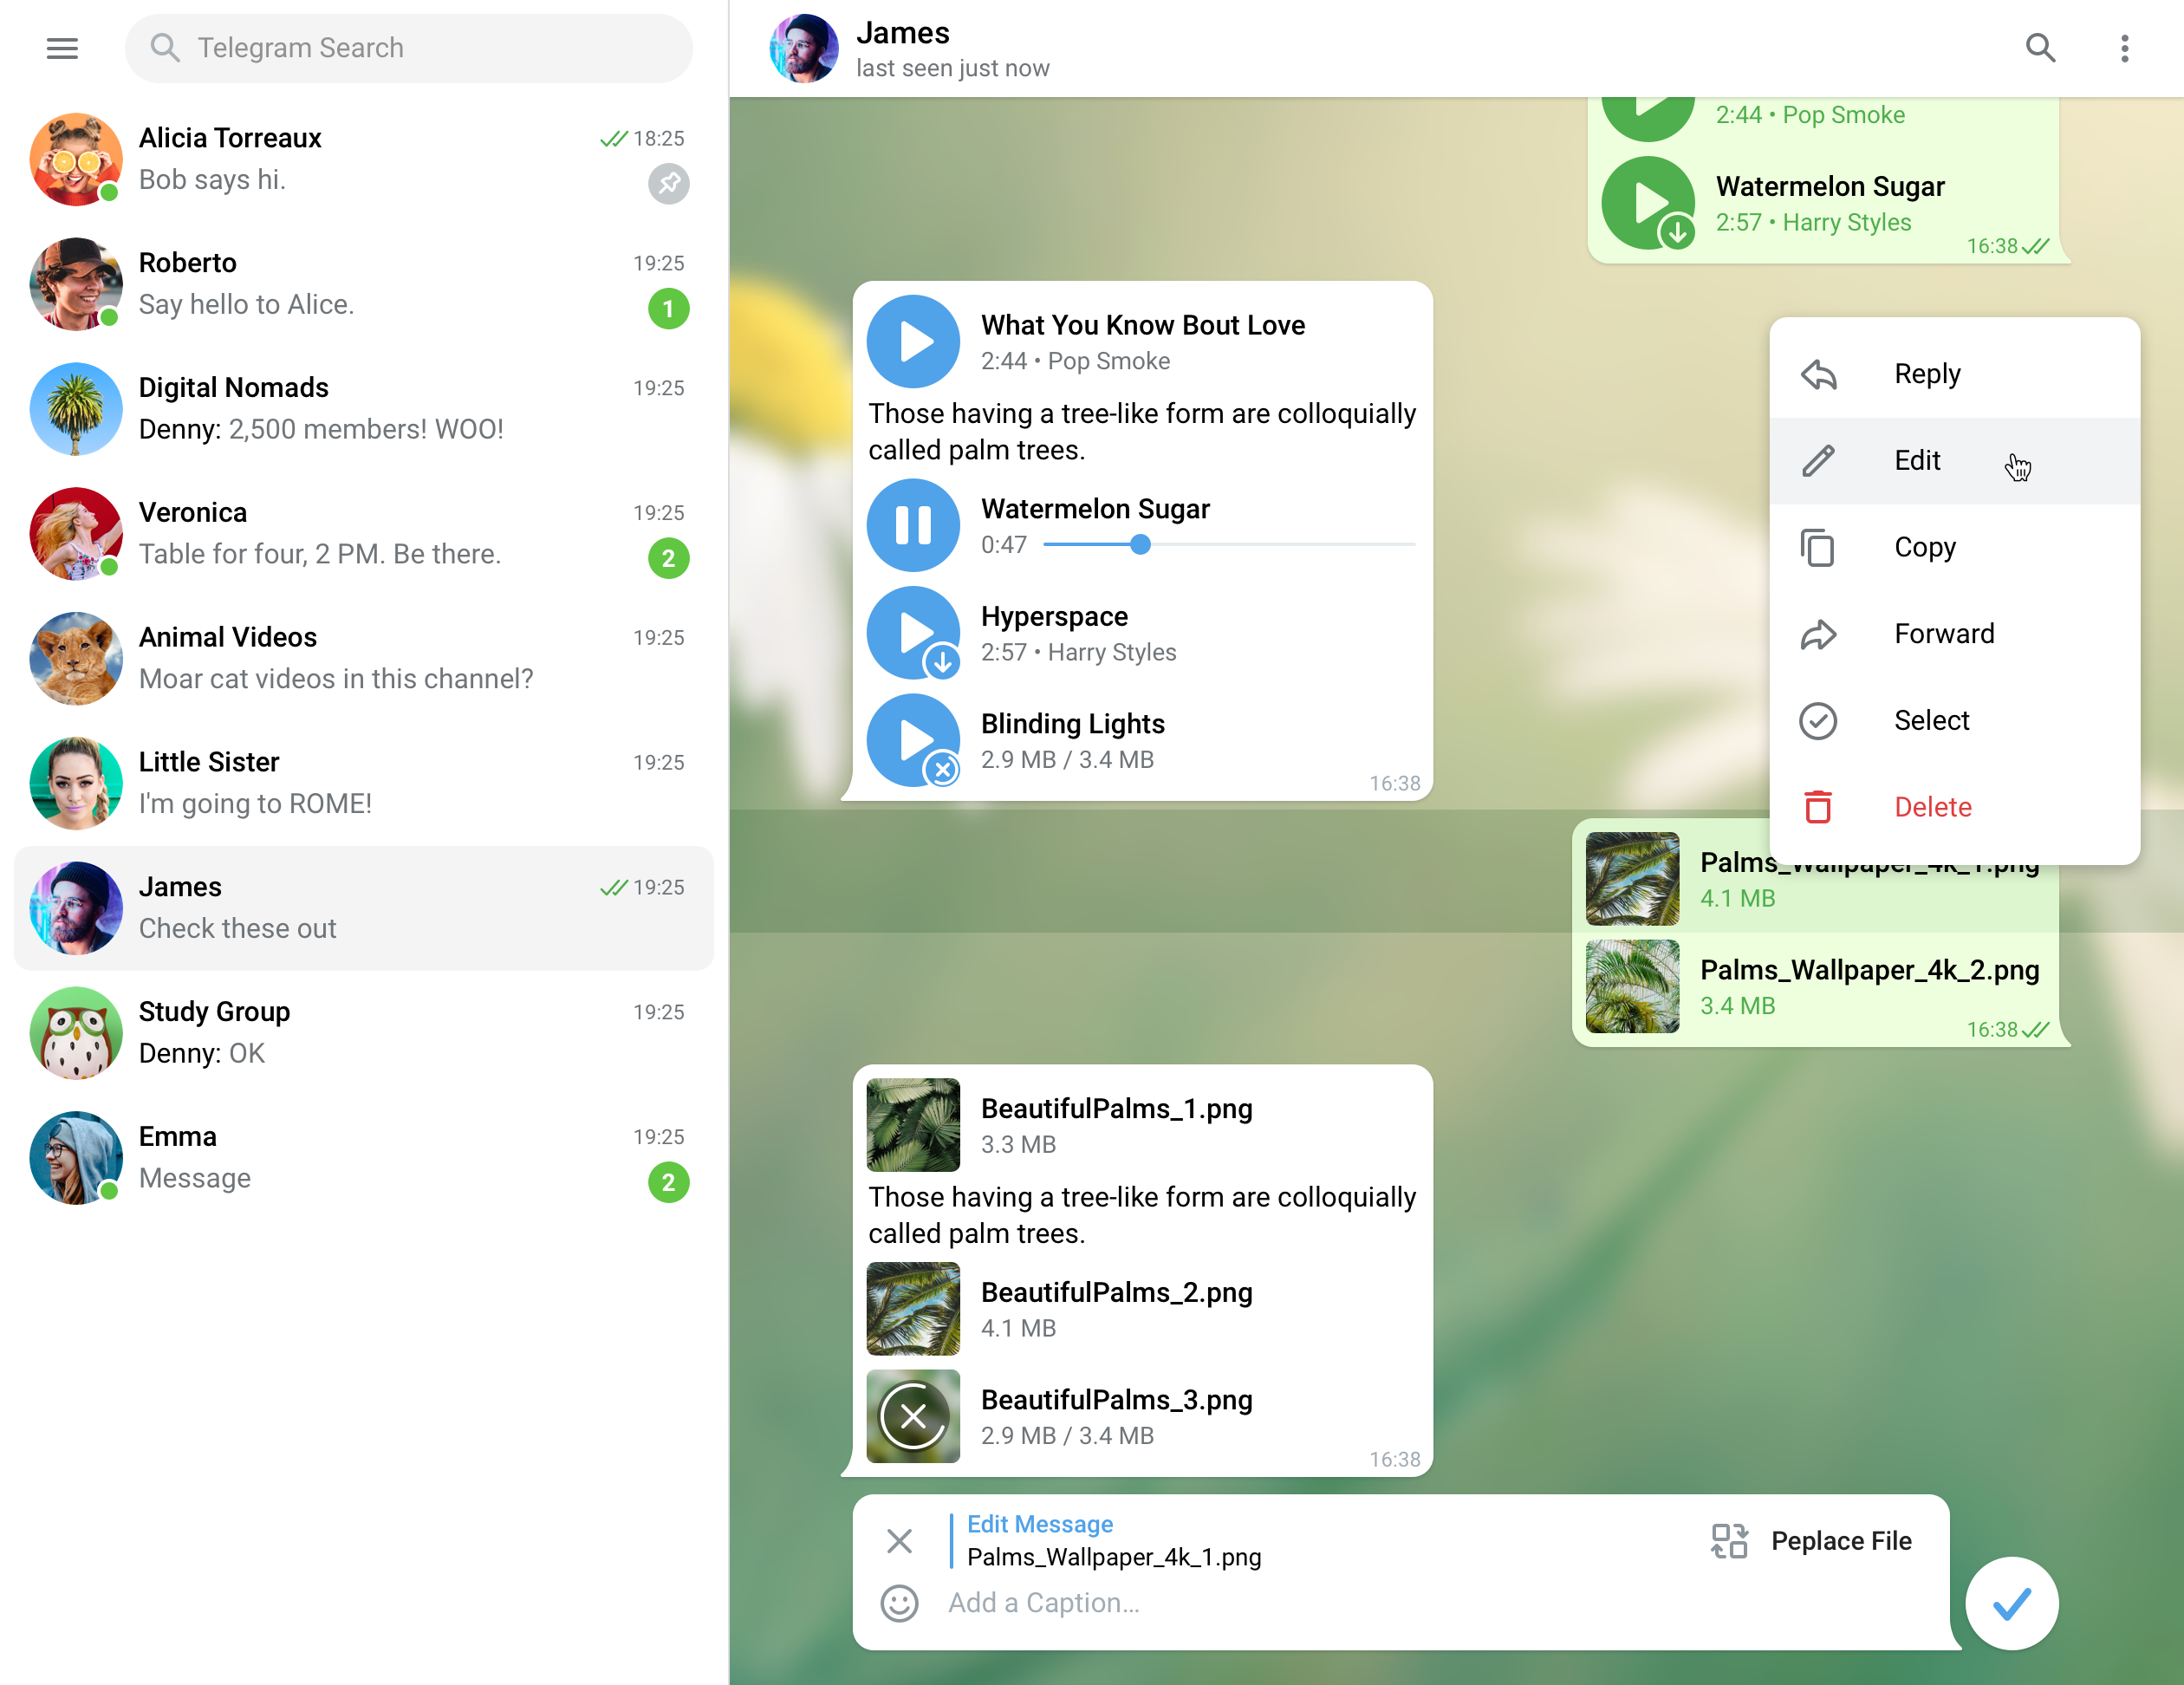 Telegram Search
Alicia Torreaux
18:25
Bob says hi.
Roberto
19:25
Say hello to Alice.
1
Digital Nomads
19:25
Denny: 2,500 members! WOO!
Veronica
19:25
Table for four, 2 PM. Be there.
2
Animal Videos
19:25
Moar cat videos in this channel?
Little Sister
19:25
I'm going to ROME!
James
19:25
Check these out
Study Group
19:25
Denny: OK
Emma
19:25
Message
2
James
last seen just now
2:44 • Pop Smoke
Watermelon Sugar
2:57 • Harry Styles
16:38
What You Know Bout Love
2:44 • Pop Smoke
Those having a tree-like form are colloquially
called palm trees.
Watermelon Sugar
0:47
Hyperspace
2:57 • Harry Styles
Blinding Lights
2.9 MB / 3.4 MB
16:38
Reply
Edit
Copy
Forward
Select
Delete
Palms_Wallpaper_4k_1.png
4.1 MB
Palms_Wallpaper_4k_2.png
3.4 MB
16:38
BeautifulPalms_1.png
3.3 MB
Those having a tree-like form are colloquially
called palm trees.
BeautifulPalms_2.png
4.1 MB
BeautifulPalms_3.png
2.9 MB / 3.4 MB
16:38
Edit Message
Palms_Wallpaper_4k_1.png
Peplace File
Add a Caption...